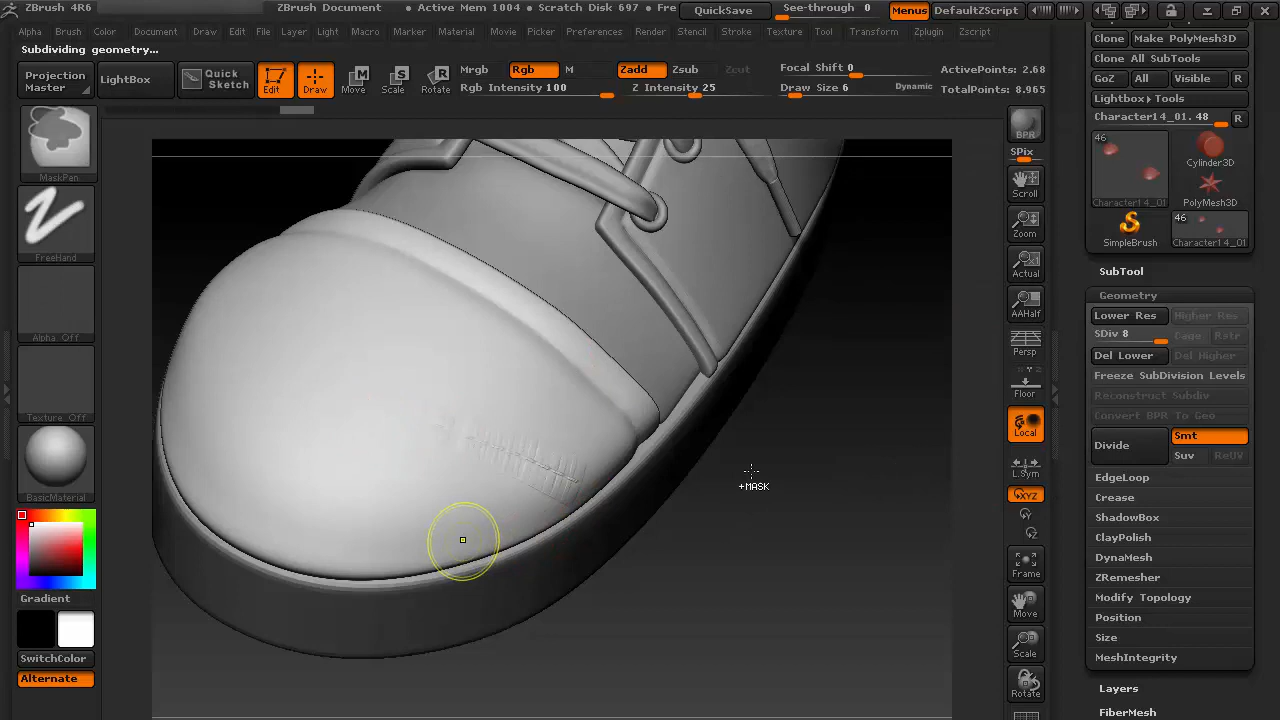 ZBrush 4R6 ZBrush Document • Active Mem 1004 • Scratch Disk 697 • Fre QuickSave See-through 0 Menus DefaultZScript
Alpha Brush Color Document Draw Edit File Layer Light Macro Marker Material Movie Picker Preferences Render Stencil Stroke Texture Tool Transform Zplugin Zscript
Subdividing geometry...
Projection Master
LightBox
Quick Sketch
Edit
Draw
Move
Scale
Rotate
Mrgb Rgb M
Rgb Intensity 100
Zadd Zsub Zcut
Z Intensity 25
Focal Shift 0
Draw Size 6 Dynamic
ActivePoints: 2.68
TotalPoints: 8.965
MaskPen
FreeHand
Alpha Off
Texture Off
BasicMaterial
Gradient
SwitchColor
Alternate
+MASK
BPR
SPix
Scroll
Zoom
Actual
AAHalf
Persp
Floor
Local
L.Sym
XYZ
Frame
Move
Scale
Rotate
Clone Make PolyMesh3D
Clone All SubTools
GoZ All Visible R
Lightbox▸Tools
Character14_01. 48 R
46
Character14_01
Cylinder3D
PolyMesh3D
SimpleBrush
46
Character14_01
SubTool
Geometry
Lower Res Higher Res
SDiv 8 Cage Rstr
Del Lower Del Higher
Freeze SubDivision Levels
Reconstruct Subdiv
Convert BPR To Geo
Divide
Smt
Suv ReUV
EdgeLoop
Crease
ShadowBox
ClayPolish
DynaMesh
ZRemesher
Modify Topology
Position
Size
MeshIntegrity
Layers
FiberMesh